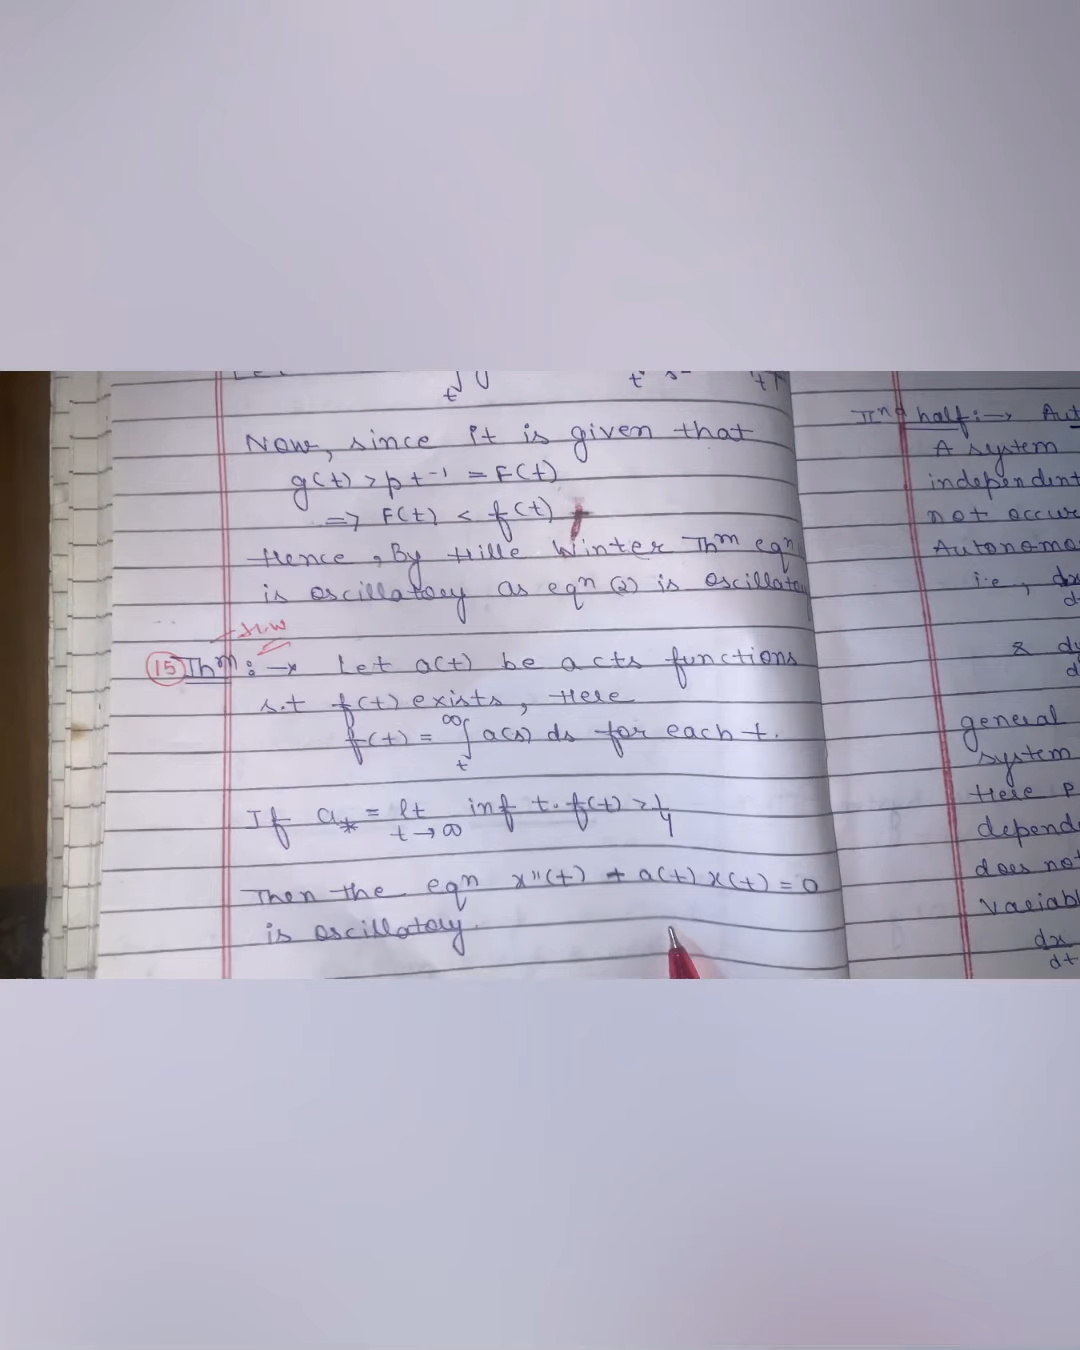 Now, since it is given that
g(t) > pt⁻¹ = F(t)
=> F(t) < f(t)
Hence, By Hille Winter Thm eqn
is oscillatory as eqn (2) is oscillatory
H.W
(15) Thm: → Let a(t) be a cts functions
s.t f(t) exists, Here
f(t) = ∫ₜ^∞ a(s) ds for each t.
If a* = lt t→∞ inf t. f(t) > 1/4
Then the eqn x''(t) + a(t) x(t) = 0
is oscillatory.
IInd half: →
A system
independent
not occur
Autonomo
i.e, dx
d
& d
d
general
system
Here
depend
does not
variabl
dx
dt